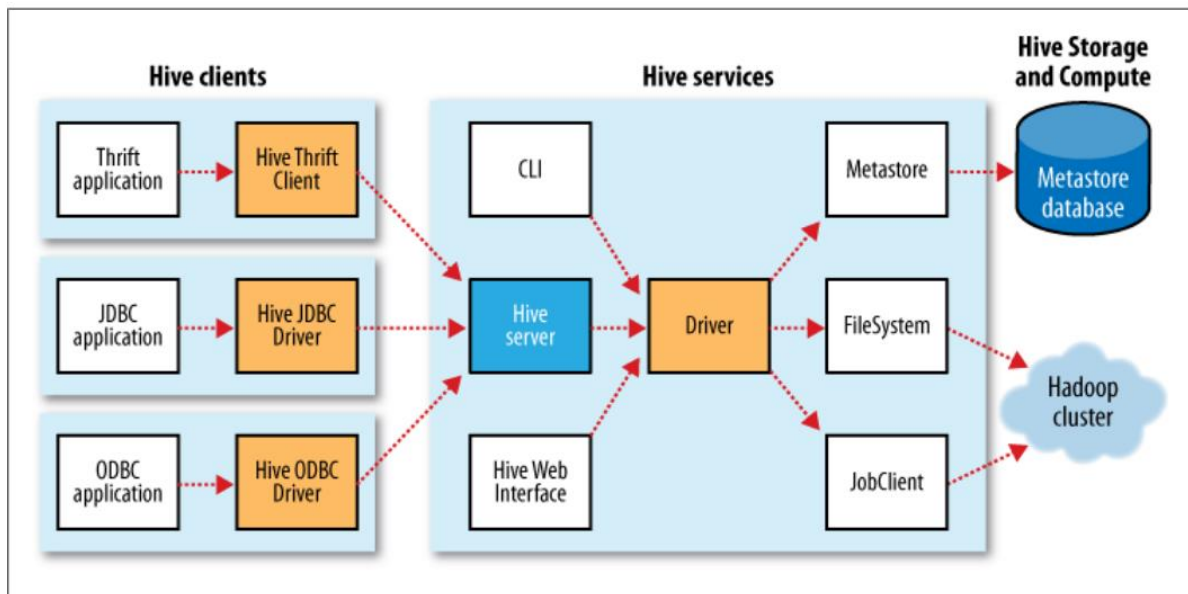 Hive clients
Hive services
Hive Storage
and Compute
Thrift
application
Hive Thrift
Client
CLI
Metastore
Metastore
database
JDBC
application
Hive JDBC
Driver
Hive
server
Driver
FileSystem
Hadoop
cluster
ODBC
application
Hive ODBC
Driver
Hive Web
Interface
JobClient